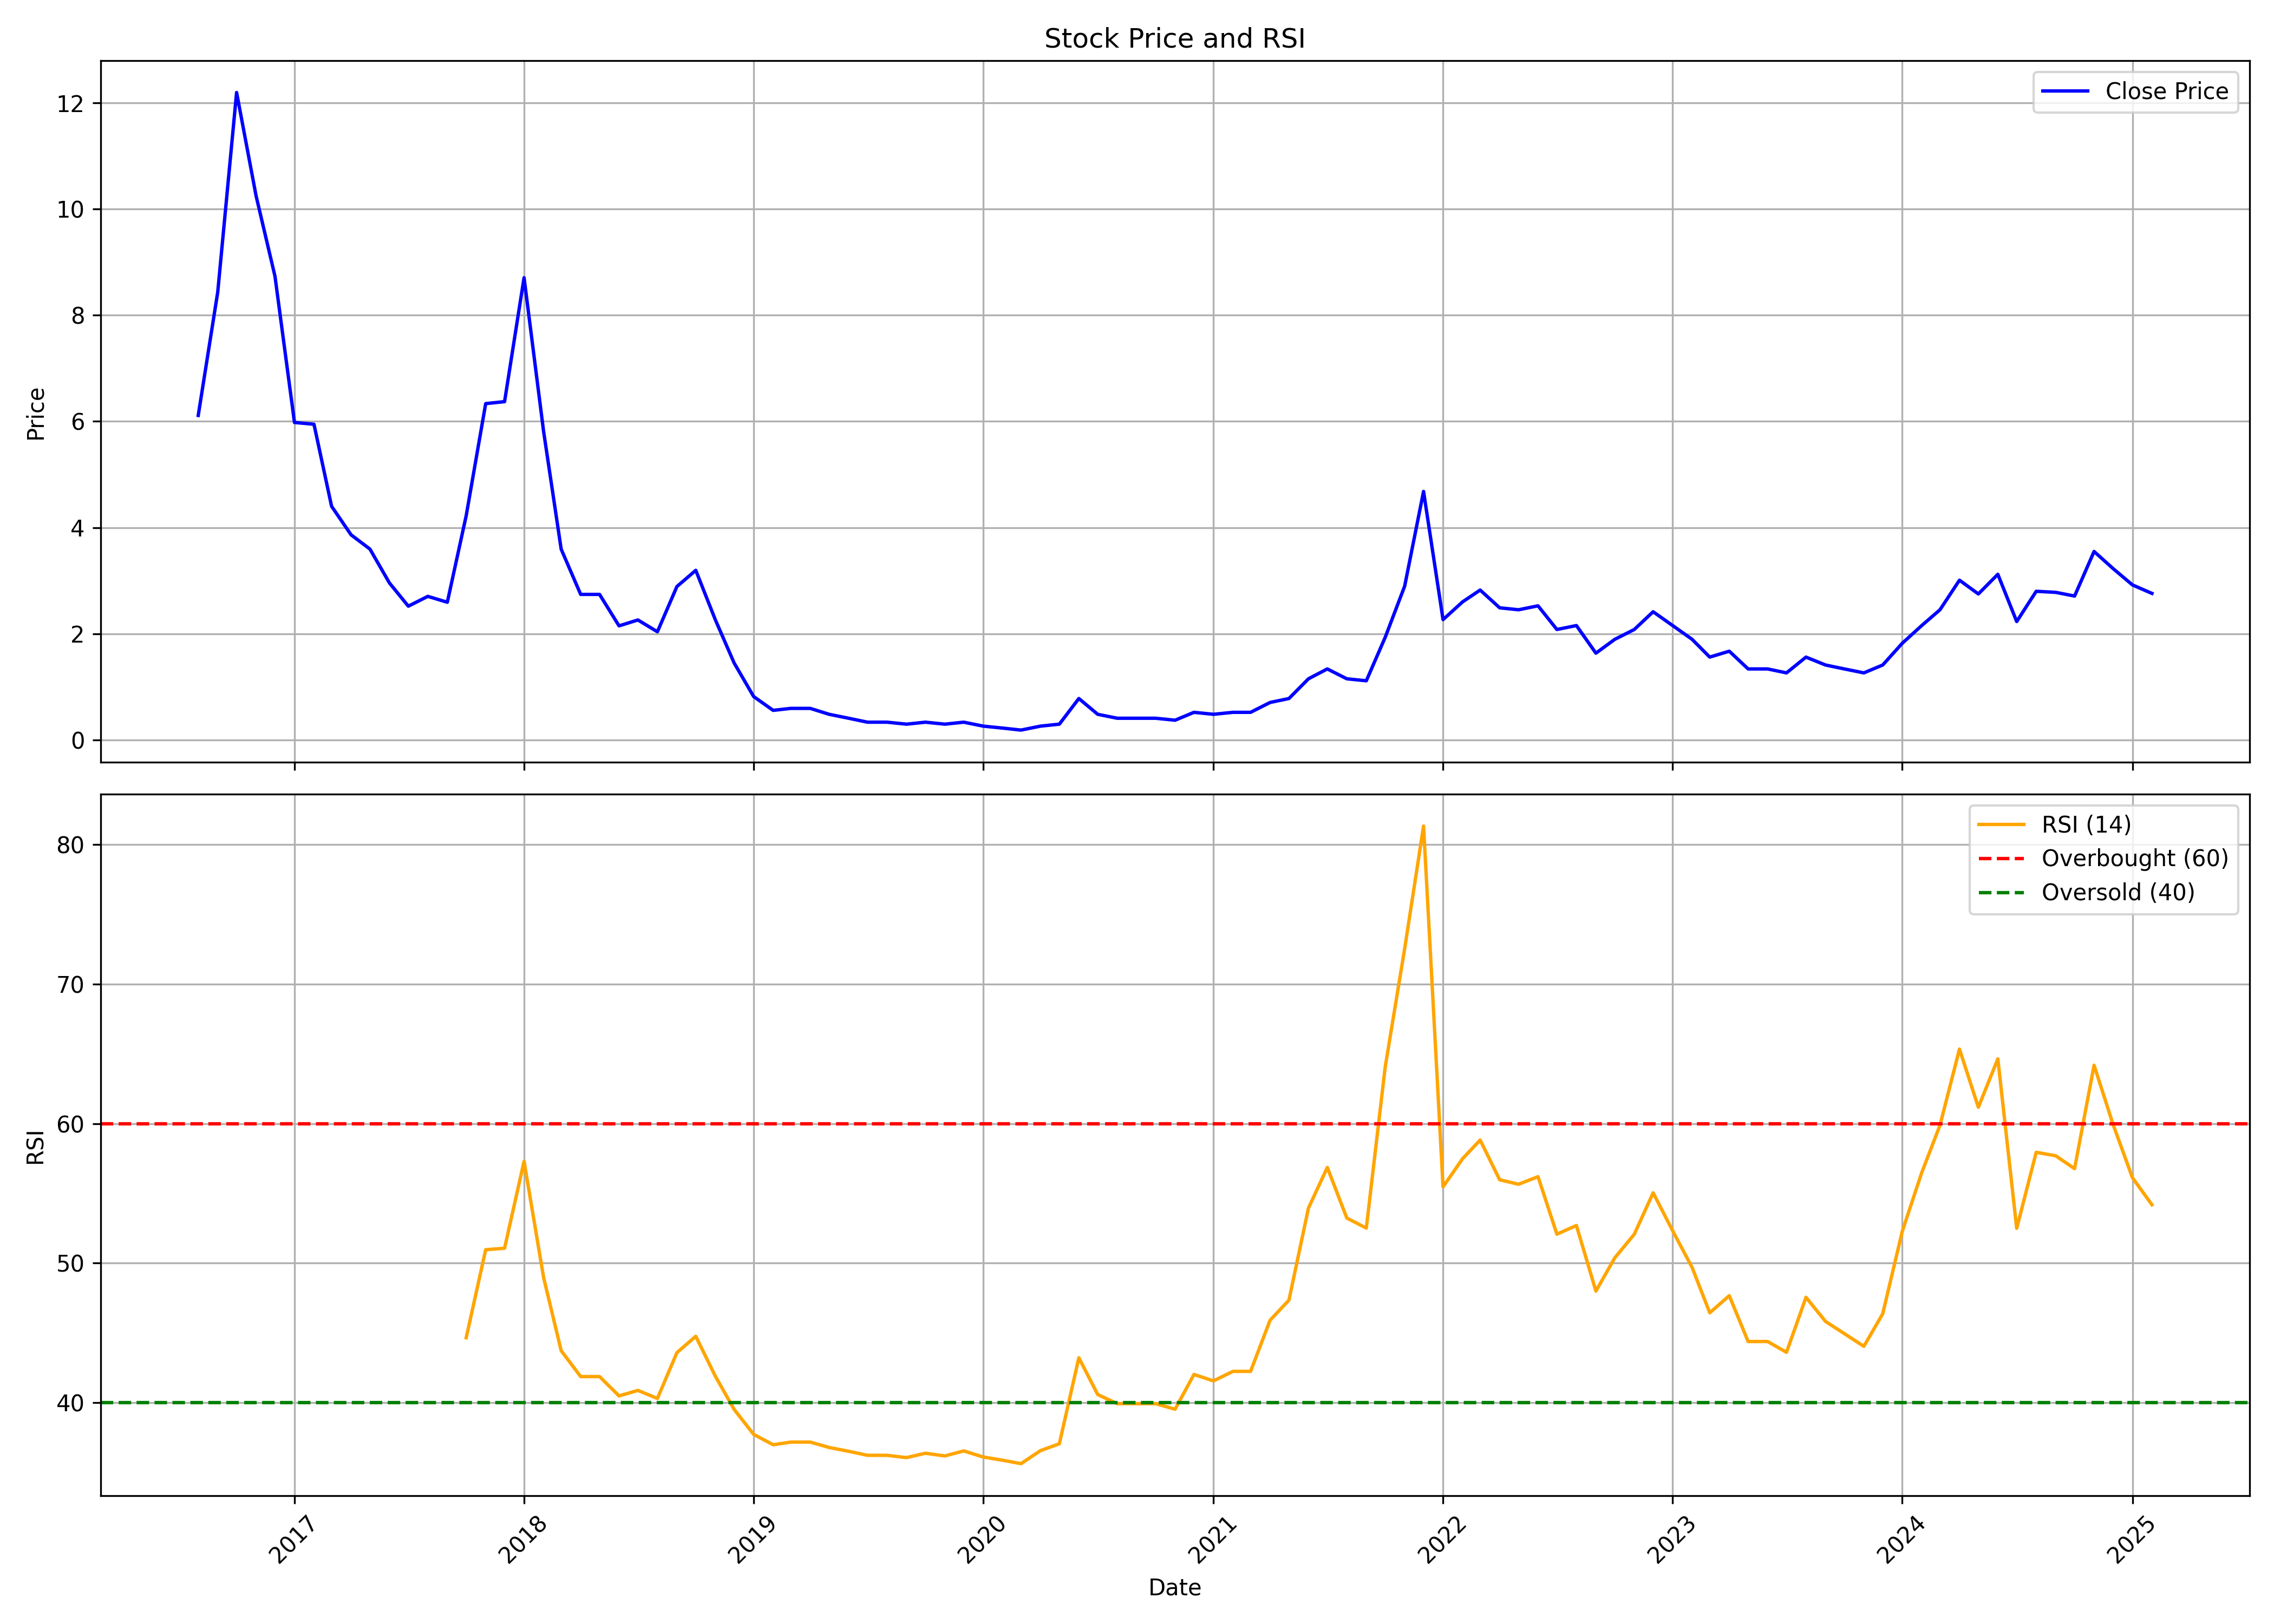 Stock Price and RSI
Close Price
12
10
8
6
4
2
0
Price
RSI (14)
Overbought (60)
Oversold (40)
80
70
60
50
40
RSI
2017
2018
2019
2020
2021
2022
2023
2024
2025
Date